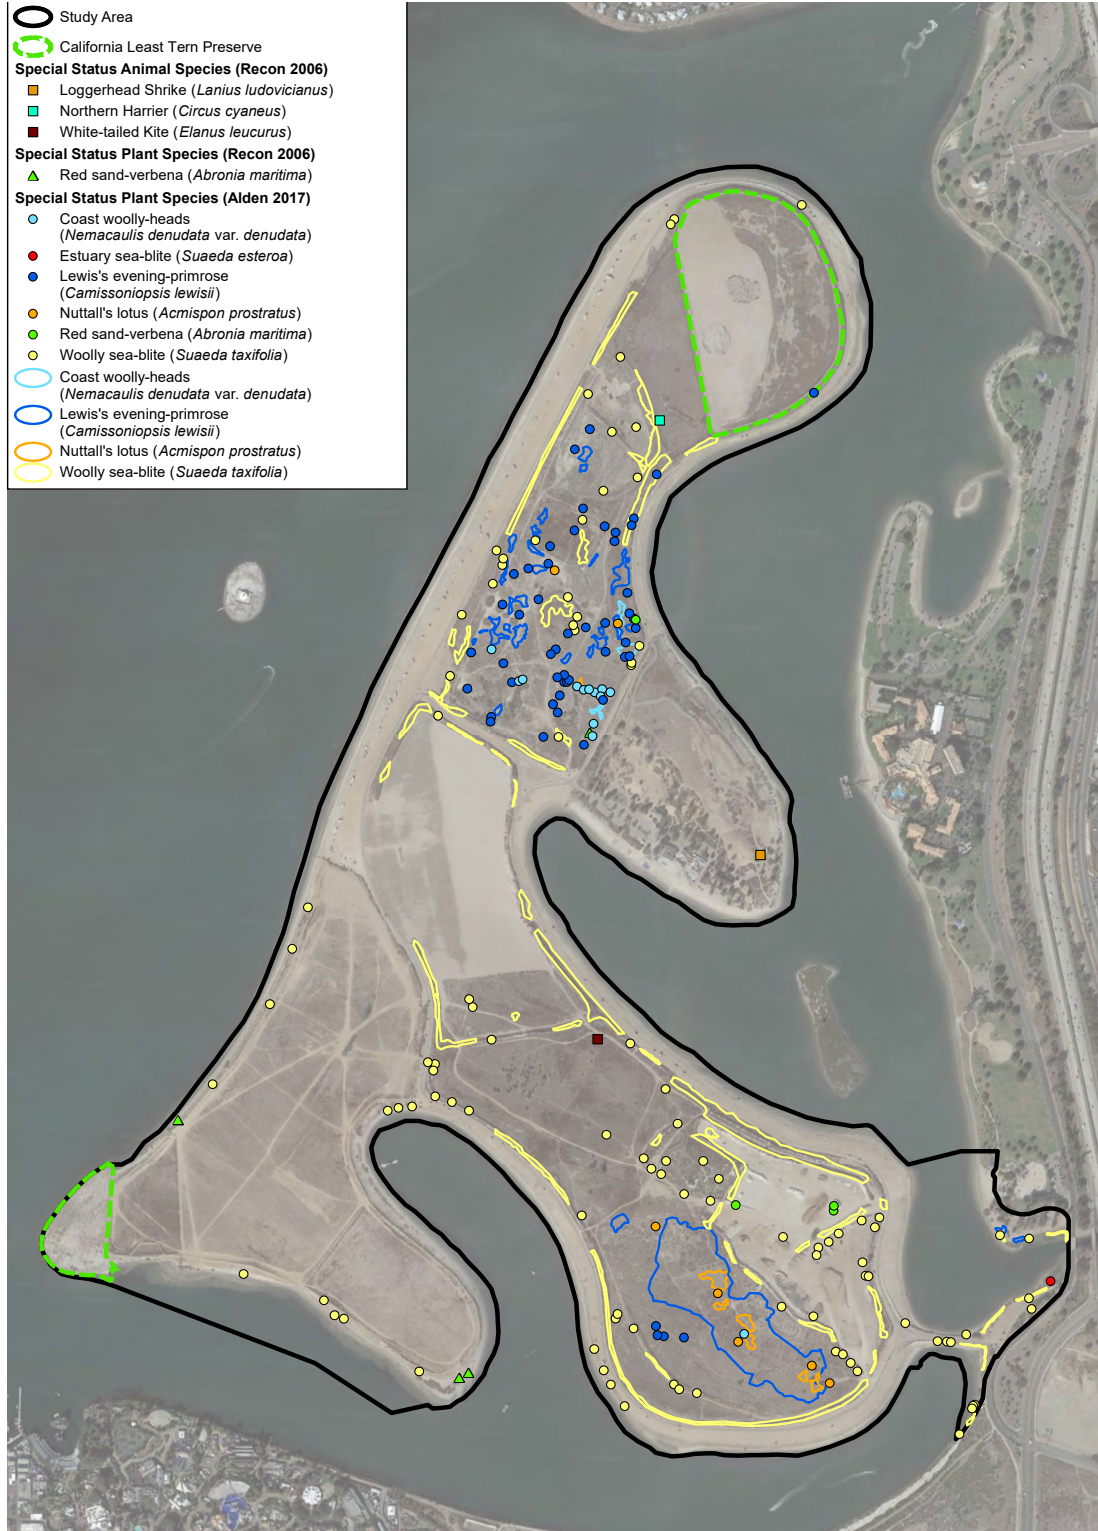 Study Area
California Least Tern Preserve
Special Status Animal Species (Recon 2006)
Loggerhead Shrike (Lanius ludovicianus)
Northern Harrier (Circus cyaneus)
White-tailed Kite (Elanus leucurus)
Special Status Plant Species (Recon 2006)
Red sand-verbena (Abronia maritima)
Special Status Plant Species (Alden 2017)
Coast woolly-heads
(Nemacaulis denudata var. denudata)
Estuary sea-blite (Suaeda esteroa)
Lewis's evening-primrose
(Camissoniopsis lewisii)
Nuttall's lotus (Acmispon prostratus)
Red sand-verbena (Abronia maritima)
Woolly sea-blite (Suaeda taxifolia)
Coast woolly-heads
(Nemacaulis denudata var. denudata)
Lewis's evening-primrose
(Camissoniopsis lewisii)
Nuttall's lotus (Acmispon prostratus)
Woolly sea-blite (Suaeda taxifolia)